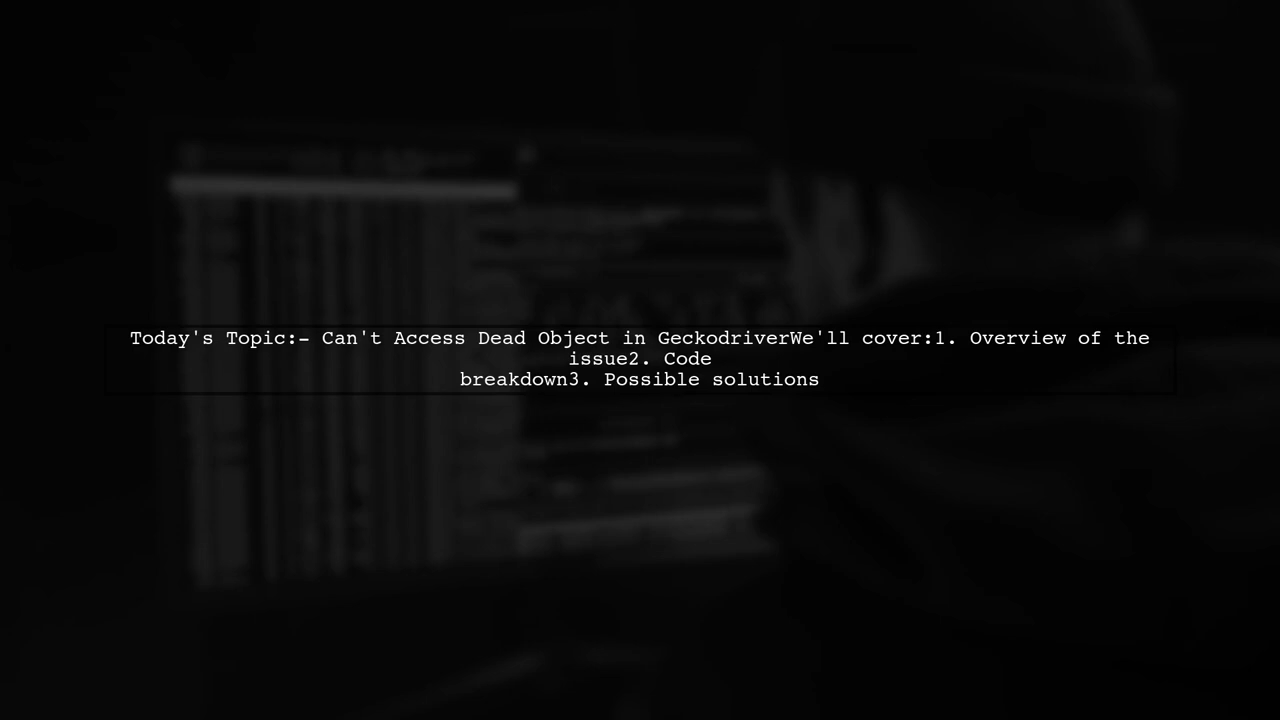 Today's Topic:- Can't Access Dead Object in GeckodriverWe'll cover:1. Overview of the
issue2. Code
breakdown3. Possible solutions